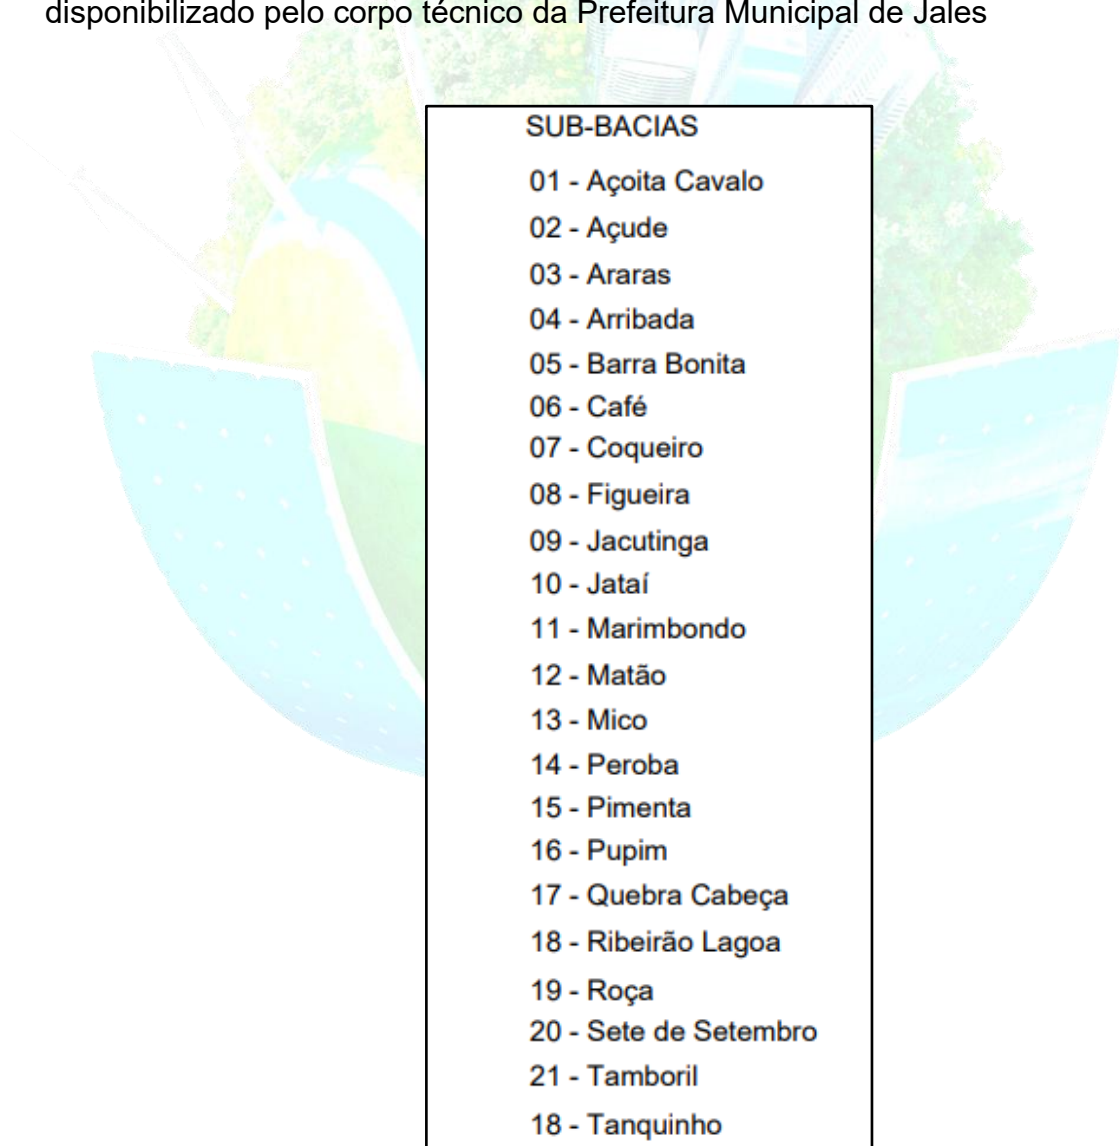 disponibilizado pelo corpo técnico da Prefeitura Municipal de Jales
SUB-BACIAS
01 - Açoita Cavalo
02 - Açude
03 - Araras
04 - Arribada
05 - Barra Bonita
06 - Café
07 - Coqueiro
08 - Figueira
09 - Jacutinga
10 - Jataí
11 - Marimbondo
12 - Matão
13 - Mico
14 - Peroba
15 - Pimenta
16 - Pupim
17 - Quebra Cabeça
18 - Ribeirão Lagoa
19 - Roça
20 - Sete de Setembro
21 - Tamboril
18 - Tanquinho